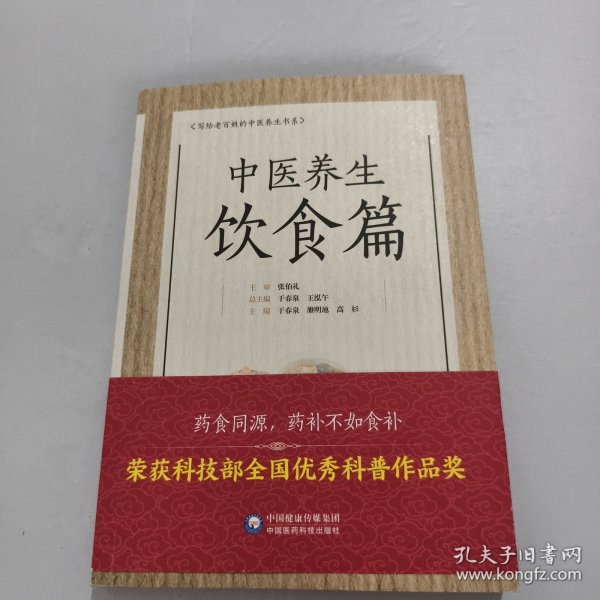 <写给老百姓的中医养生书系>
中医养生
饮食篇
主 审 张伯礼
总主编 于春泉 王泓午
主 编 于春泉 雒明池 高杉
药食同源，药补不如食补
荣获科技部全国优秀科普作品奖
中国健康传媒集团
中国医药科技出版社
孔夫子旧书网
www.kongfz.com